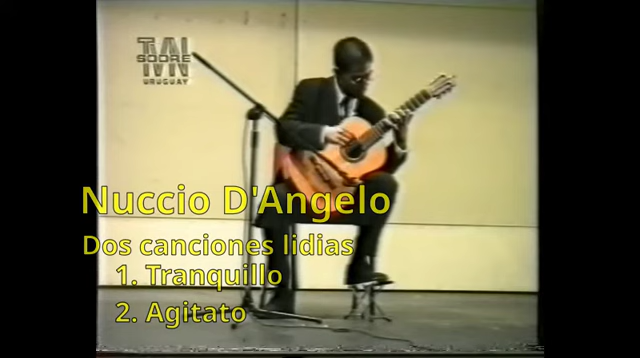 TVN
SODRE
URUGUAY
Nuccio D'Angelo
Dos canciones lidias
1. Tranquillo
2. Agitato